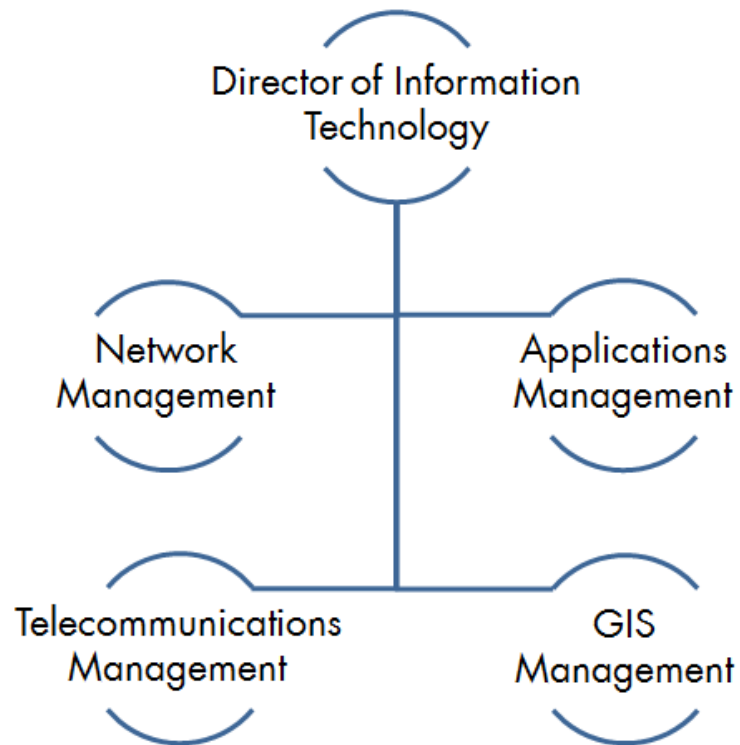 Director of Information
Technology
Network
Management
Applications
Management
Telecommunications
Management
GIS
Management